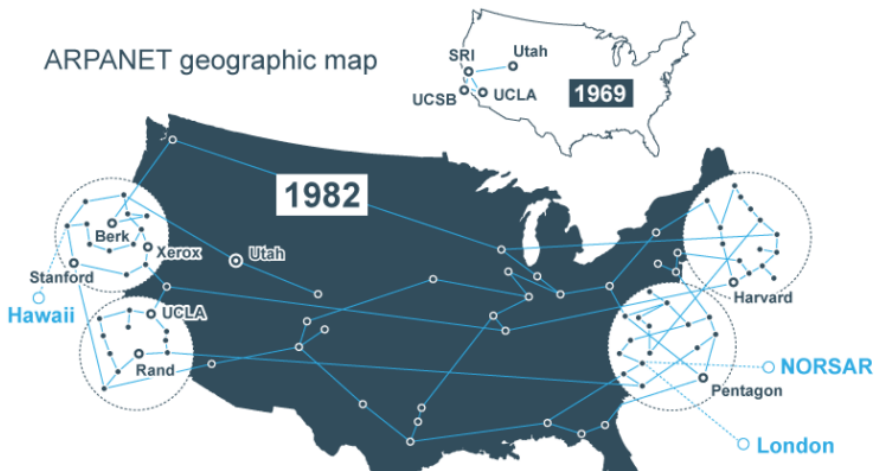 ARPANET geographic map
SRI
Utah
UCSB
UCLA
1969
1982
Berk
Xerox
Stanford
Utah
Hawaii
UCLA
Rand
Harvard
NORSAR
Pentagon
London